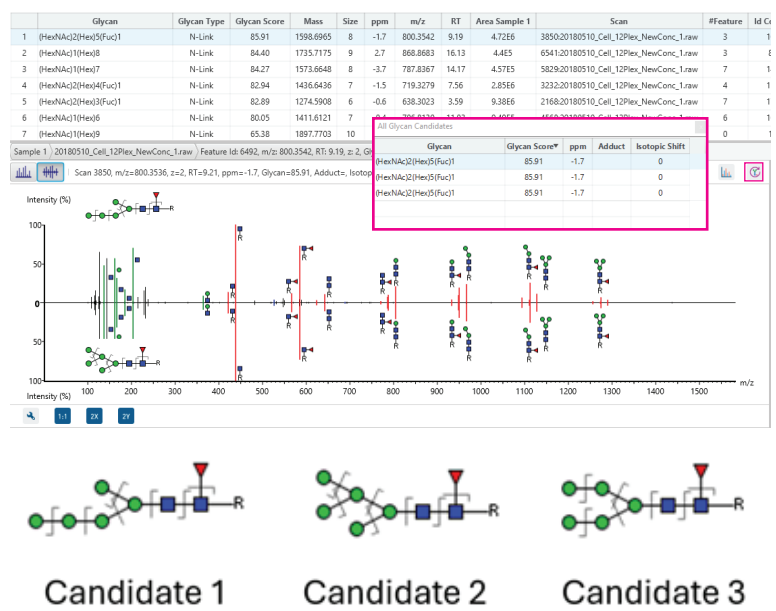 Glycan Glycan Type Glycan Score Mass Size ppm m/z RT Area Sample 1 Scan #Feature Id C
1 (HexNAc)2(Hex)5(Fuc)1 N-Link 85.91 1598.6965 8 -1.7 800.3542 9.19 4.72E6 3850:20180510_Cell_12Plex_NewConc_1.raw 3
2 (HexNAc)1(Hex)8 N-Link 84.40 1735.7175 9 2.7 868.8683 16.13 4.4E5 6541:20180510_Cell_12Plex_NewConc_1.raw 3
3 (HexNAc)1(Hex)7 N-Link 84.27 1573.6648 8 -3.7 787.8367 14.17 4.57E5 5829:20180510_Cell_12Plex_NewConc_1.raw 7
4 (HexNAc)2(Hex)4(Fuc)1 N-Link 82.94 1436.6436 7 -1.5 719.3279 7.56 2.85E6 3232:20180510_Cell_12Plex_NewConc_1.raw 4
5 (HexNAc)2(Hex)3(Fuc)1 N-Link 82.89 1274.5908 6 -0.6 638.3023 3.59 9.38E6 2168:20180510_Cell_12Plex_NewConc_1.raw 7
6 (HexNAc)1(Hex)6 N-Link 80.05 1411.6121 7
7 (HexNAc)1(Hex)9 N-Link 65.38 1897.7703 10 0
All Glycan Candidates
Glycan Glycan Score ppm Adduct Isotopic Shift
(HexNAc)2(Hex)5(Fuc)1 85.91 -1.7 0
(HexNAc)2(Hex)5(Fuc)1 85.91 -1.7 0
(HexNAc)2(Hex)5(Fuc)1 85.91 -1.7 0
Sample 1 20180510_Cell_12Plex_NewConc_1.raw Feature Id: 6492, m/z: 800.3542, RT: 9.19, z: 2,
Scan 3850, m/z=800.3536, z=2, RT=9.21, ppm=-1.7, Glycan=85.91, Adduct=, Isotop
Intensity (%)
R
100
50
0
50
100
R R R R R R R R R R R
R R R R R R R R R R R
R
100 200 300 400 500 600 700 800 900 1000 1100 1200 1300 1400 1500 m/z
Intensity (%)
1:1 2X 2Y
R R R
Candidate 1 Candidate 2 Candidate 3